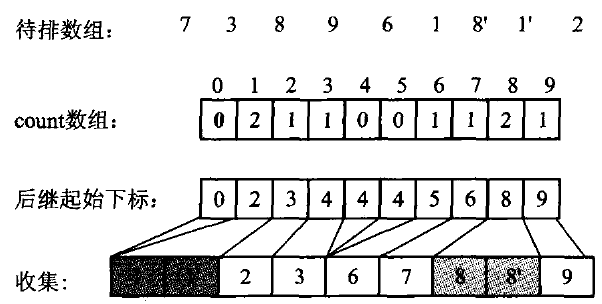 待排数组: 7 3 8 9 6 1 8' 1' 2
0 1 2 3 4 5 6 7 8 9
count数组: 0 2 1 1 0 0 1 1 2 1
后继起始下标: 0 2 3 4 4 4 5 6 8 9
收集: 2 3 6 7 8 8' 9